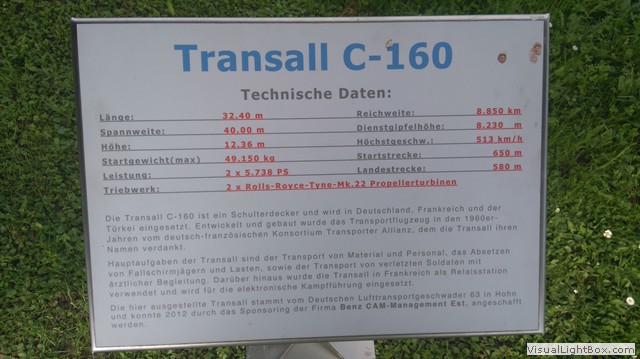 Transall C-160
Technische Daten:
Länge: 32.40 m Reichweite: 8.850 km
Spannweite: 40,00 m Dienstgipfelhöhe: 8.230 m
Höhe: 12,36 m Höchstgeschw.: 513 km/h
Startgewicht(max) 49.150 kg Startstrecke: 650 m
Leistung: 2 x 5.738 PS Landestrecke: 580 m
Triebwerk: 2 x Rolls-Royce-Tyne-Mk.22 Propellerturbinen
Die Transall C-160 ist ein Schulterdecker und wird in Deutschland, Frankreich und der
Türkei eingesetzt. Entwickelt und gebaut wurde das Transportflugzeug in den 1960er-
Jahren vom deutsch-französischen Konsortium Transporter Allianz, dem die Transall ihren
Namen verdankt.
Hauptaufgaben der Transall sind der Transport von Material und Personal, das Absetzen
von Fallschirmjägern und Lasten, sowie der Transport von verletzten Soldaten mit
ärztlicher Begleitung. Darüber hinaus wurde die Transall in Frankreich als Relaisstation
verwendet und wird für die elektronische Kampfführung eingesetzt.
Die hier ausgestellte Transall stammt vom Deutschen Lufttransportgeschwader 63 in Hohn
und konnte 2012 durch das Sponsoring der Firma Benz CAM-Management Est. angeschafft
werden.
VisualLightBox.com